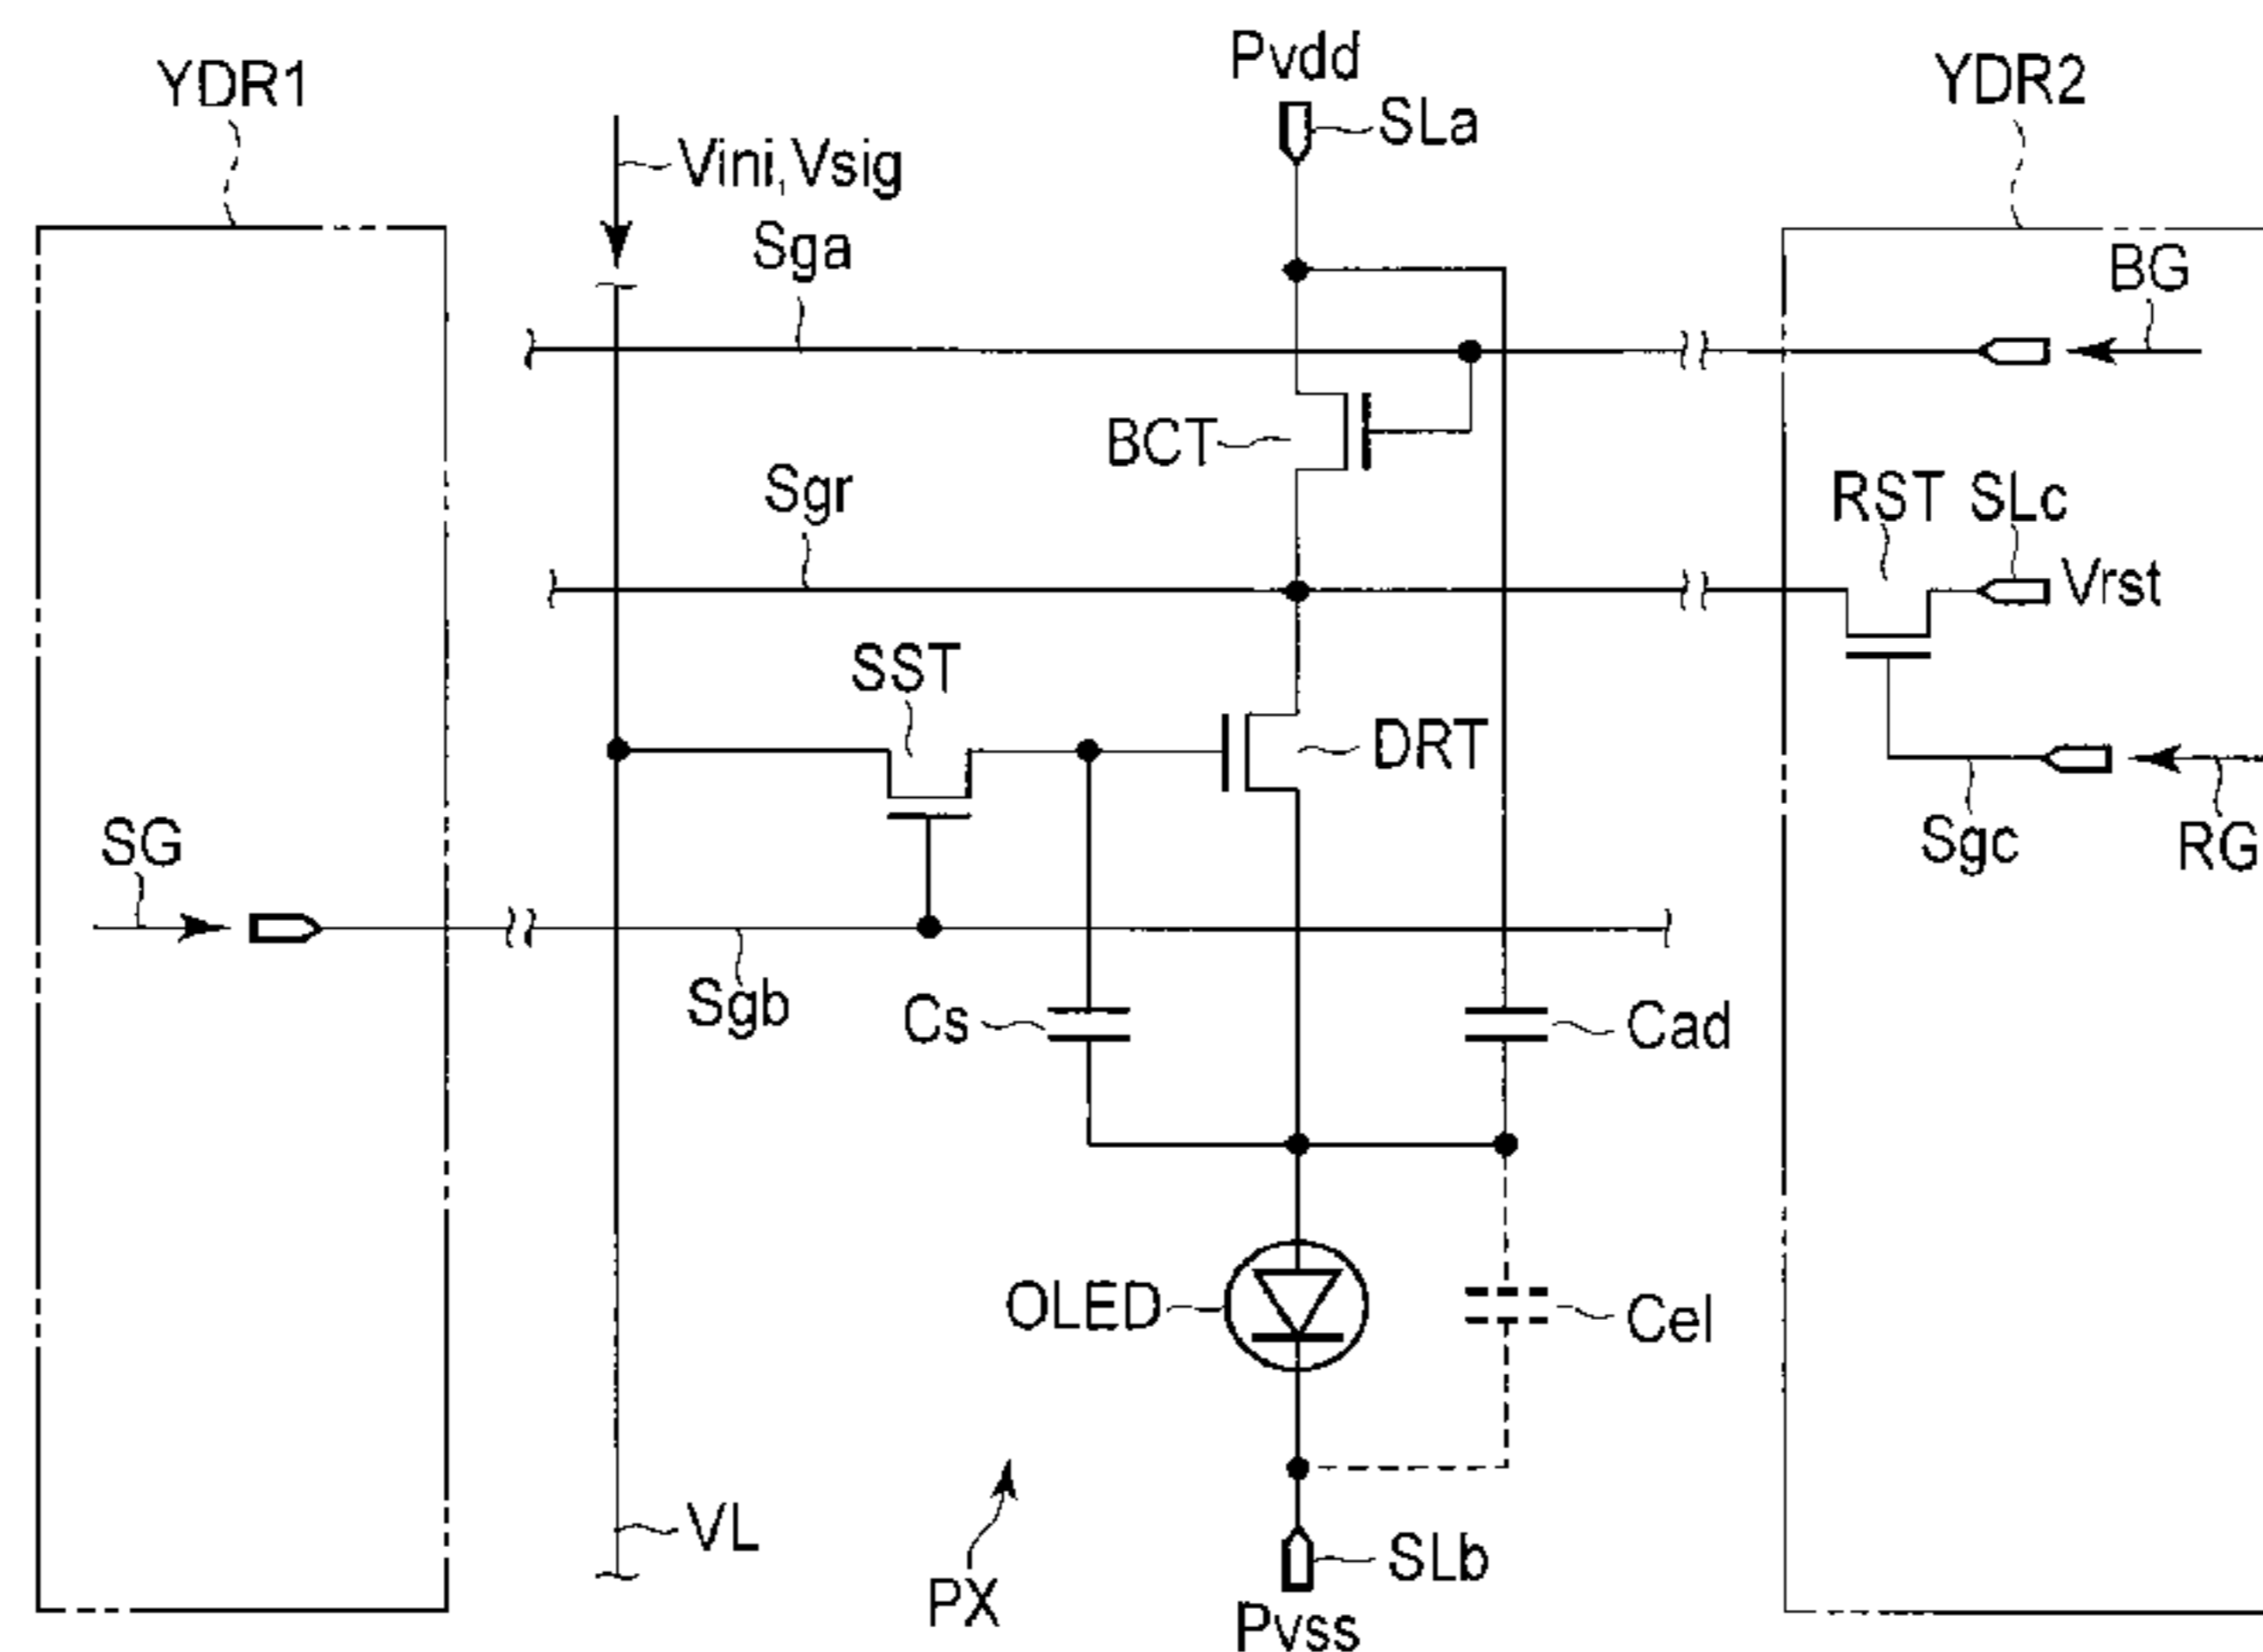 Pvdd
YDR1
YDR2
SLa
Vini,Vsig
Sga
BG
BCT
Sgr
RST
SLc
Vrst
SST
DRT
SG
Sgc
RG
Sgb
Cs
Cad
OLED
Cel
VL
SLb
PX
Pvss